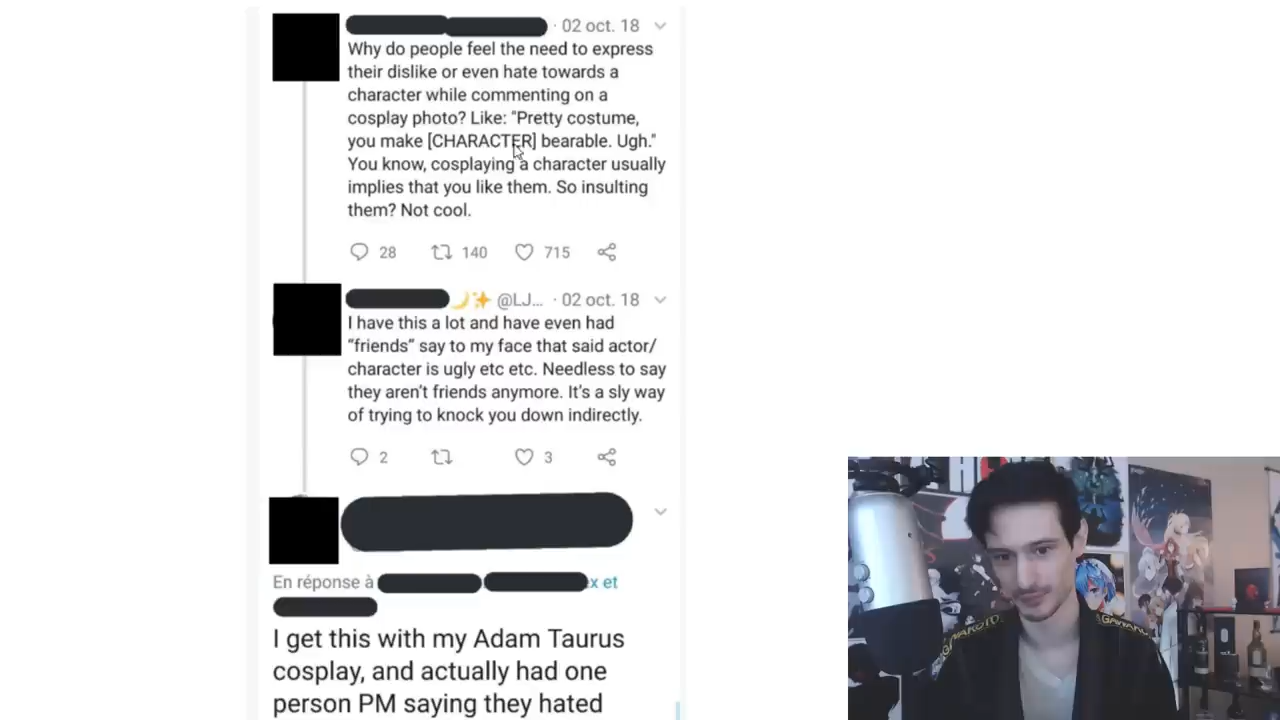 · 02 oct. 18
Why do people feel the need to express
their dislike or even hate towards a
character while commenting on a
cosplay photo? Like: "Pretty costume,
you make [CHARACTER] bearable. Ugh."
You know, cosplaying a character usually
implies that you like them. So insulting
them? Not cool.
28 140 715
@LJ... · 02 oct. 18
I have this a lot and have even had
“friends” say to my face that said actor/
character is ugly etc etc. Needless to say
they aren’t friends anymore. It’s a sly way
of trying to knock you down indirectly.
2 3
En réponse à x et
I get this with my Adam Taurus
cosplay, and actually had one
person PM saying they hated